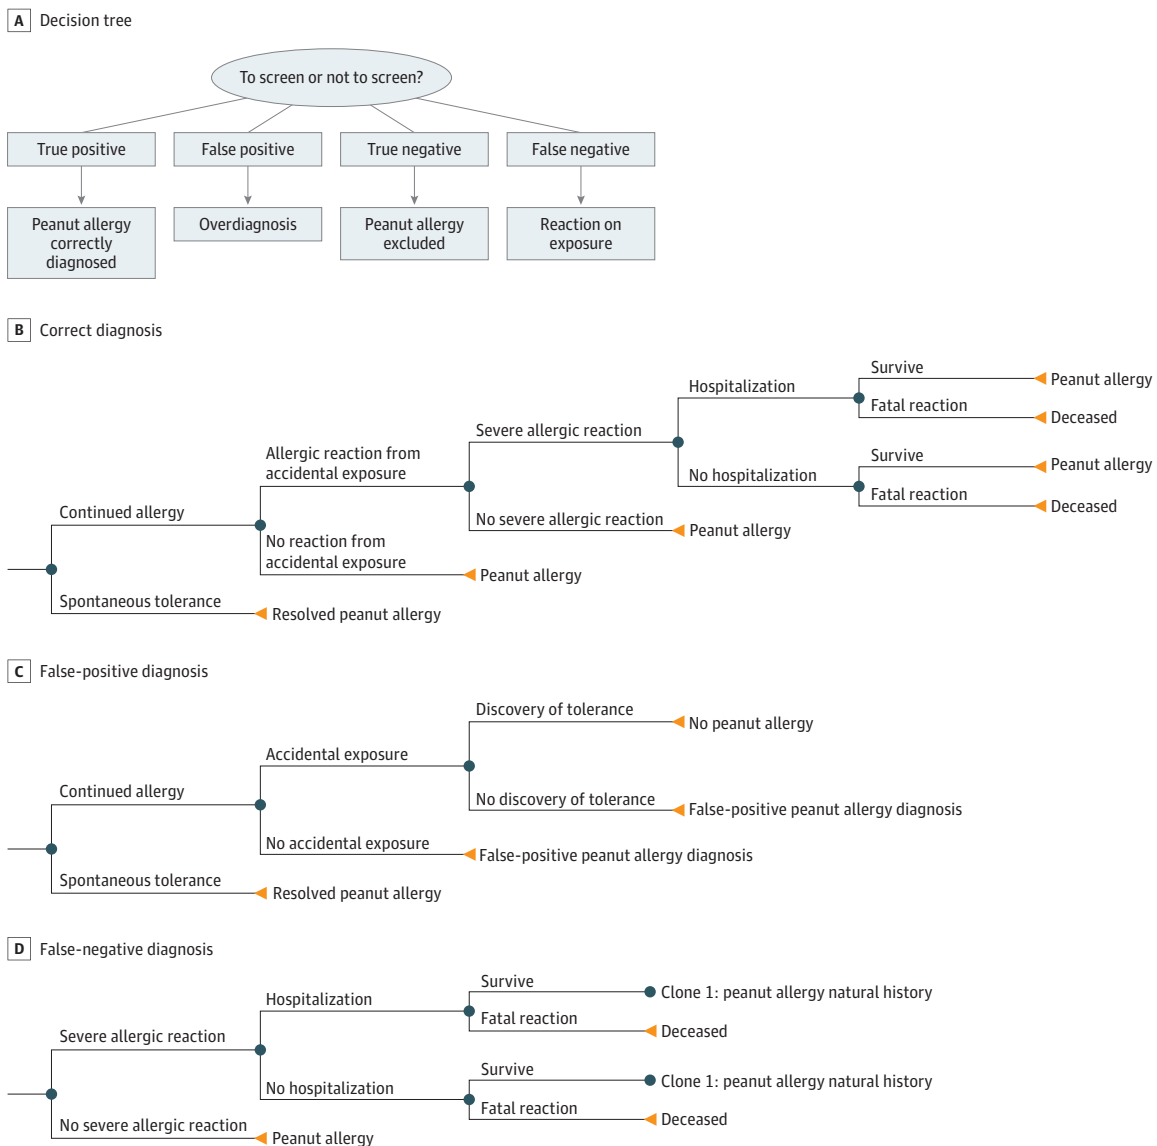 A Decision tree
To screen or not to screen?
True positive
False positive
True negative
False negative
Peanut allergy
correctly
diagnosed
Overdiagnosis
Peanut allergy
excluded
Reaction on
exposure
B Correct diagnosis
Survive
Peanut allergy
Hospitalization
Fatal reaction
Deceased
Severe allergic reaction
Survive
Peanut allergy
No hospitalization
Fatal reaction
Deceased
Allergic reaction from
accidental exposure
No severe allergic reaction
Peanut allergy
Continued allergy
No reaction from
accidental exposure
Peanut allergy
Spontaneous tolerance
Resolved peanut allergy
C False-positive diagnosis
Discovery of tolerance
No peanut allergy
Accidental exposure
No discovery of tolerance
False-positive peanut allergy diagnosis
Continued allergy
No accidental exposure
False-positive peanut allergy diagnosis
Spontaneous tolerance
Resolved peanut allergy
D False-negative diagnosis
Survive
Clone 1: peanut allergy natural history
Hospitalization
Fatal reaction
Deceased
Severe allergic reaction
Survive
Clone 1: peanut allergy natural history
No hospitalization
Fatal reaction
Deceased
No severe allergic reaction
Peanut allergy